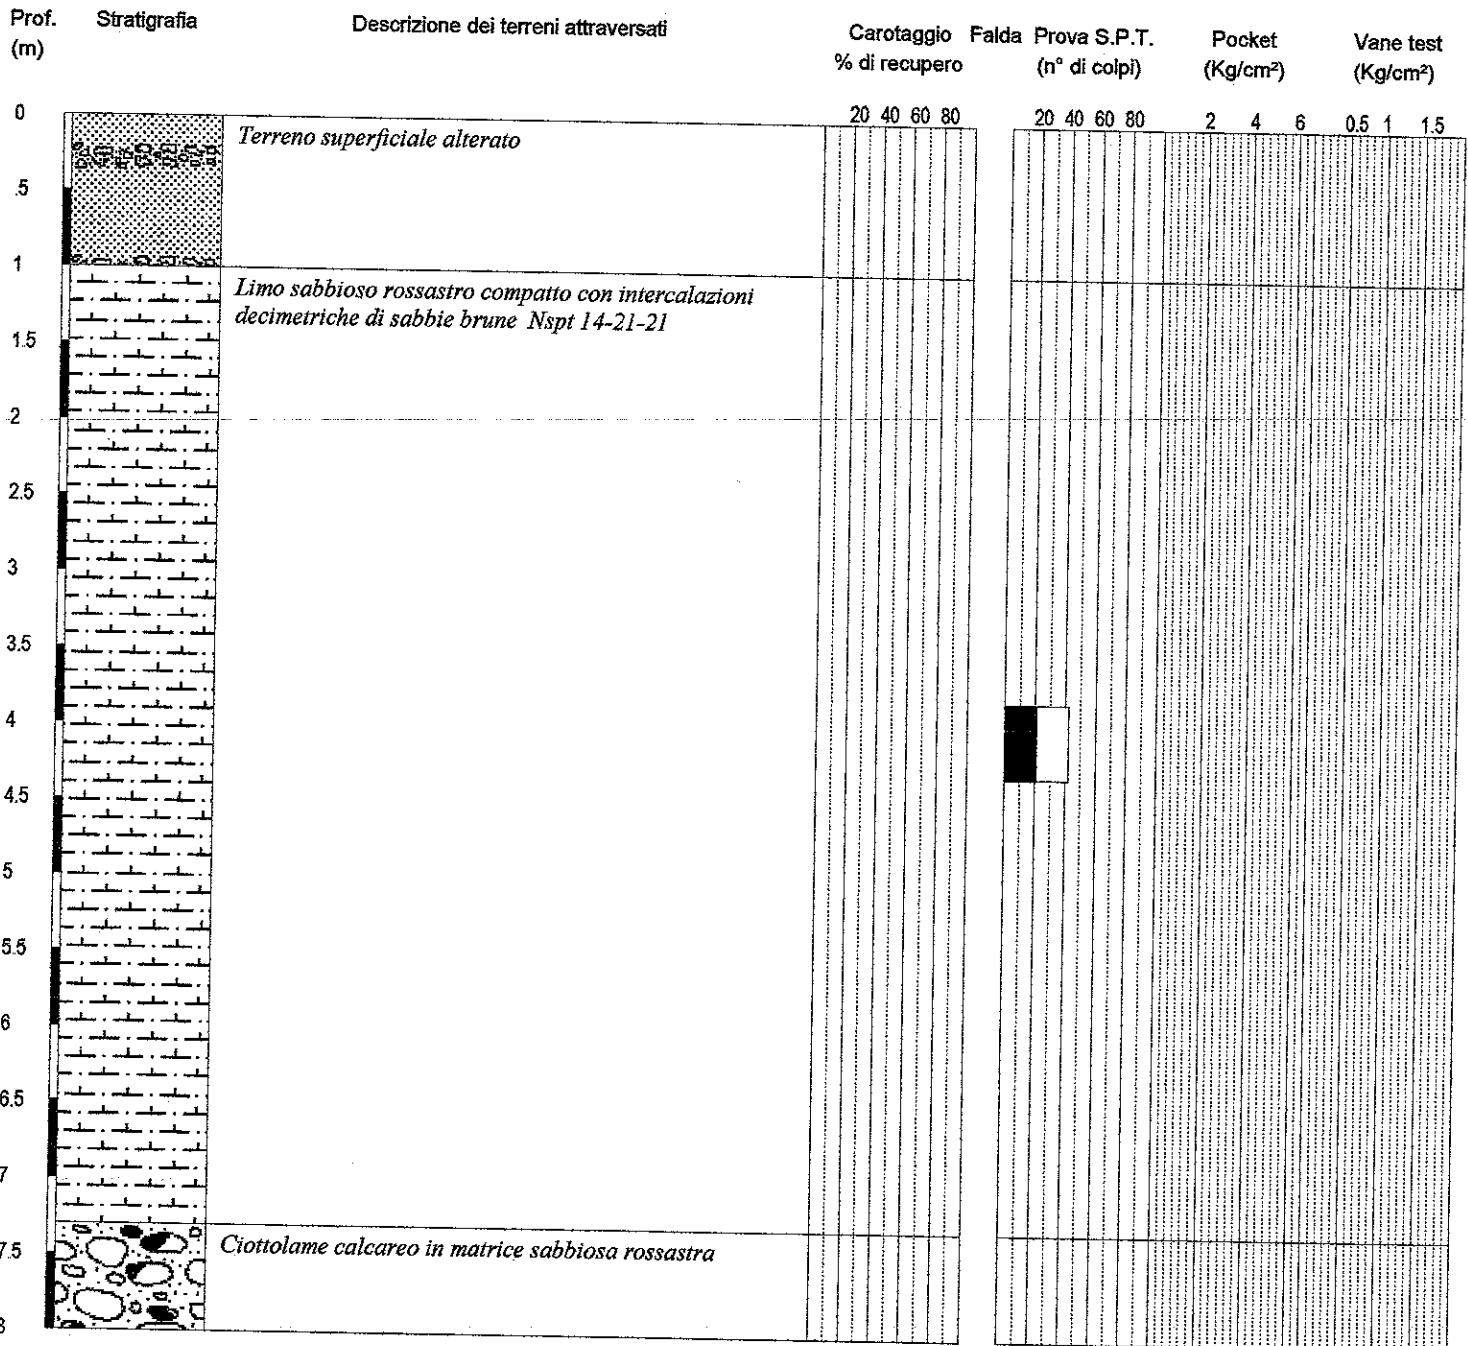 Prof. Stratigrafia Descrizione dei terreni attraversati Carotaggio Falda Prova S.P.T. Pocket Vane test
(m) % di recupero (n° di colpi) (Kg/cm²) (Kg/cm²)
0 20 40 60 80 20 40 60 80 2 4 6 0.5 1 1.5
Terreno superficiale alterato
.5
1
Limo sabbioso rossastro compatto con intercalazioni
decimetriche di sabbie brune Nspt 14-21-21
1.5
2
2.5
3
3.5
4
4.5
5
5.5
6
6.5
7
Ciottolame calcareo in matrice sabbiosa rossastra
7.5
8